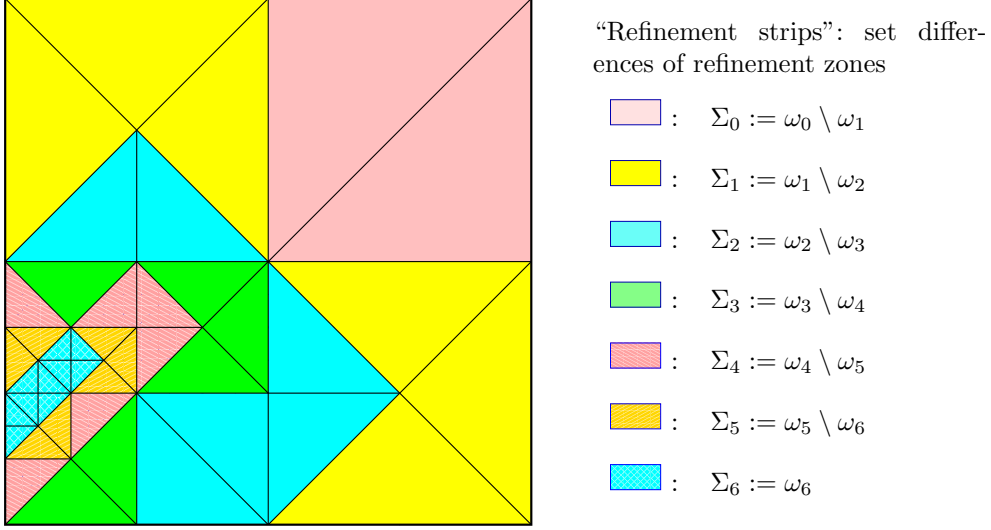 “Refinement strips”: set differ-
ences of refinement zones
: Σ₀ := ω₀ \ ω₁
: Σ₁ := ω₁ \ ω₂
: Σ₂ := ω₂ \ ω₃
: Σ₃ := ω₃ \ ω₄
: Σ₄ := ω₄ \ ω₅
: Σ₅ := ω₅ \ ω₆
: Σ₆ := ω₆